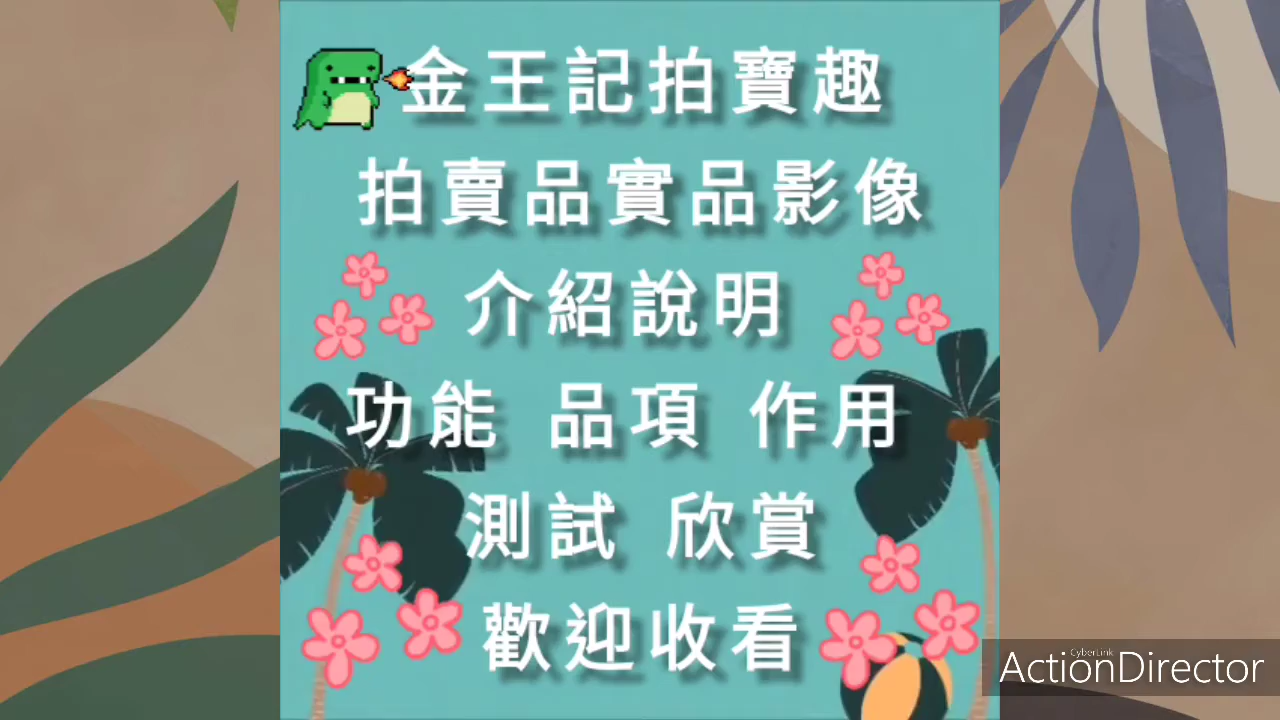 金王記拍寶趣
拍賣品實品影像
介紹說明
功能 品項 作用
測試 欣賞
歡迎收看
CyberLink
ActionDirector